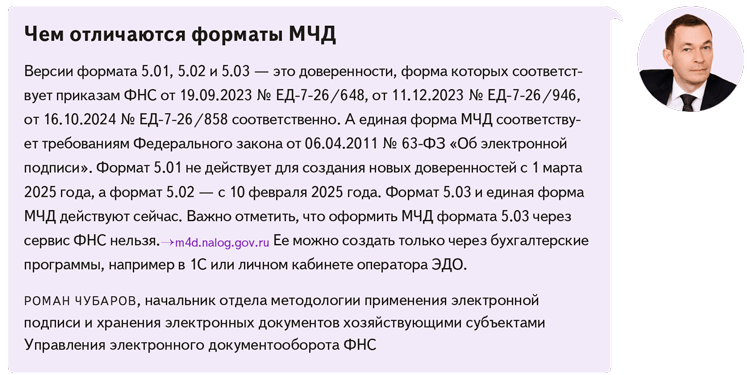 Чем отличаются форматы МЧД
Версии формата 5.01, 5.02 и 5.03 — это доверенности, форма которых соответст-
вует приказам ФНС от 19.09.2023 № ЕД-7-26/648, от 11.12.2023 № ЕД-7-26/946,
от 16.10.2024 № ЕД-7-26/858 соответственно. А единая форма МЧД соответству-
ет требованиям Федерального закона от 06.04.2011 № 63-ФЗ «Об электронной
подписи». Формат 5.01 не действует для создания новых доверенностей с 1 марта
2025 года, а формат 5.02 — с 10 февраля 2025 года. Формат 5.03 и единая форма
МЧД действуют сейчас. Важно отметить, что оформить МЧД формата 5.03 через
сервис ФНС нельзя.→m4d.nalog.gov.ru Ее можно создать только через бухгалтерские
программы, например в 1С или личном кабинете оператора ЭДО.
РОМАН ЧУБАРОВ, начальник отдела методологии применения электронной
подписи и хранения электронных документов хозяйствующими субъектами
Управления электронного документооборота ФНС